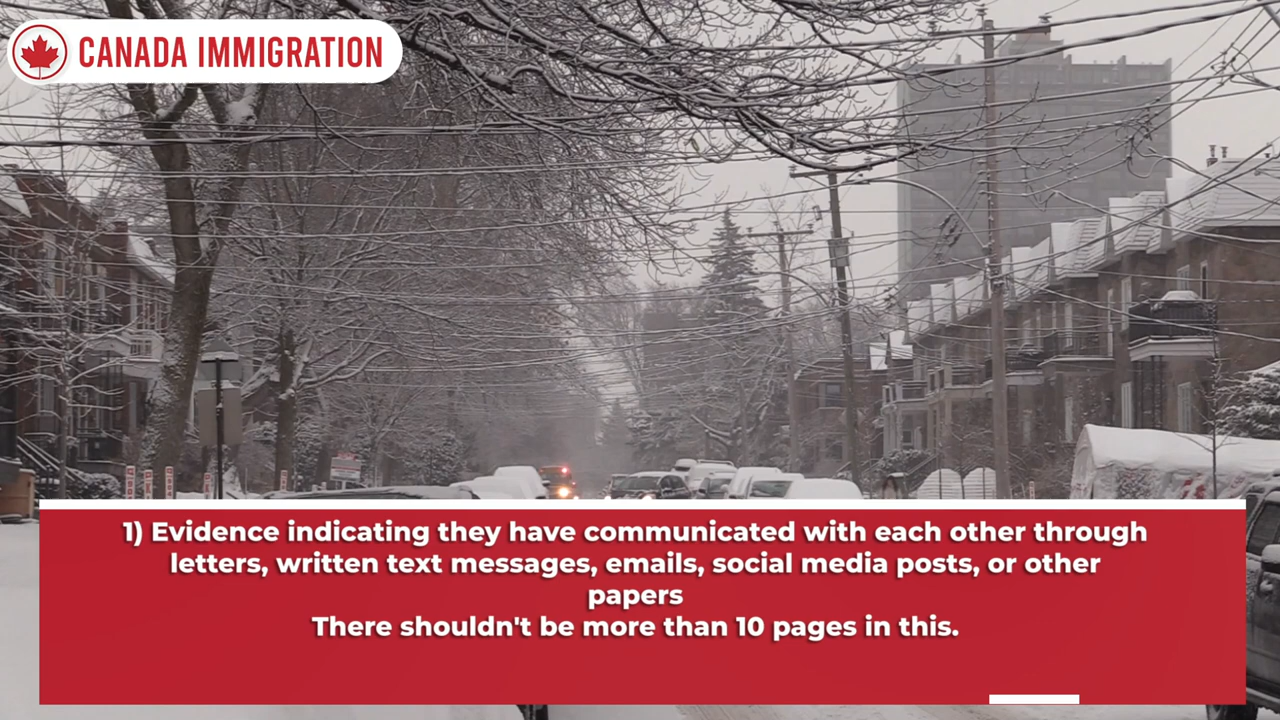 CANADA IMMIGRATION
1) Evidence indicating they have communicated with each other through
letters, written text messages, emails, social media posts, or other
papers
There shouldn't be more than 10 pages in this.